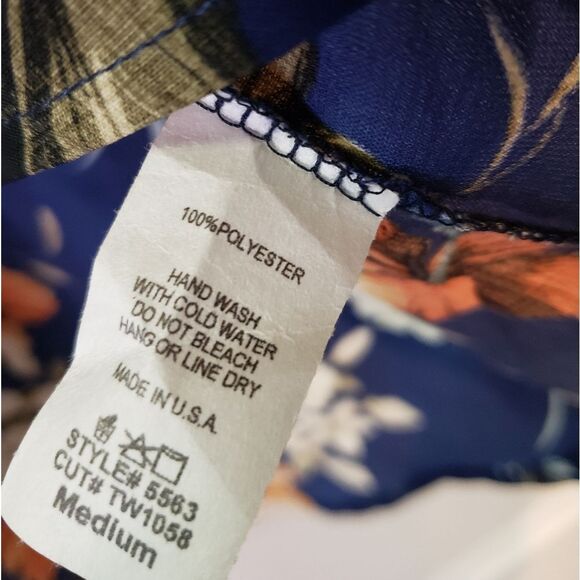 100%POLYESTER
HAND WASH
WITH COLD WATER
DO NOT BLEACH
HANG OR LINE DRY
MADE IN U.S.A.
STYLE# 5563
CUT# TW1058
Medium